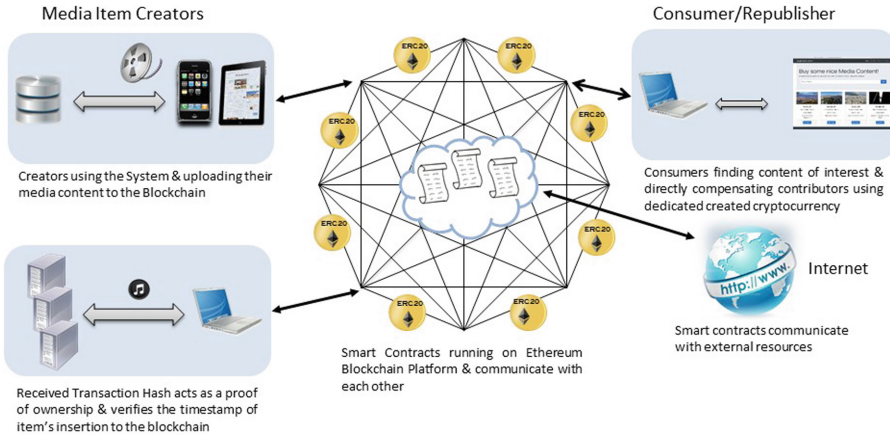 Media Item Creators
Consumer/Republisher
ERC20
ERC20
ERC20
ERC20
ERC20
ERC20
ERC20
ERC20
Buy some nice Media Content!
Creators using the System & uploading their
media content to the Blockchain
Consumers finding content of interest &
directly compensating contributors using
dedicated created cryptocurrency
http://www.
Internet
Smart contracts communicate
with external resources
Smart Contracts running on Ethereum
Blockchain Platform & communicate with
each other
Received Transaction Hash acts as a proof
of ownership & verifies the timestamp of
item's insertion to the blockchain